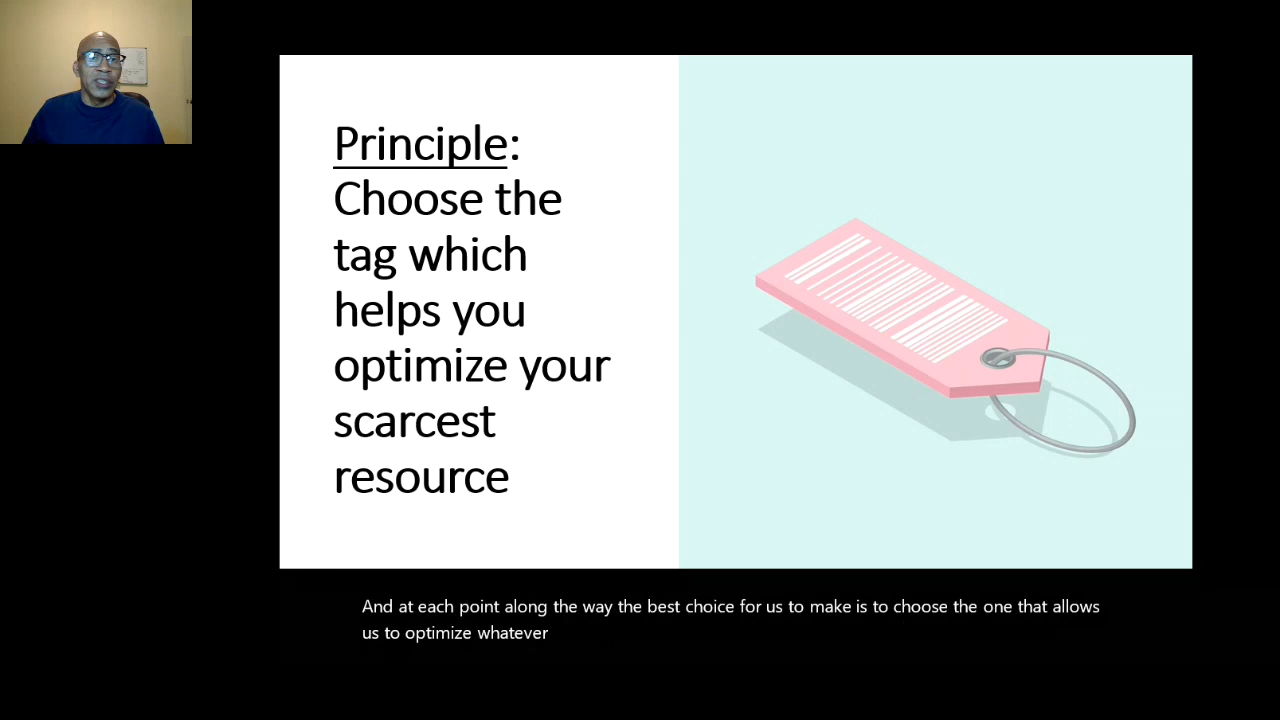 Principle:
Choose the
tag which
helps you
optimize your
scarcest
resource
And at each point along the way the best choice for us to make is to choose the one that allows
us to optimize whatever